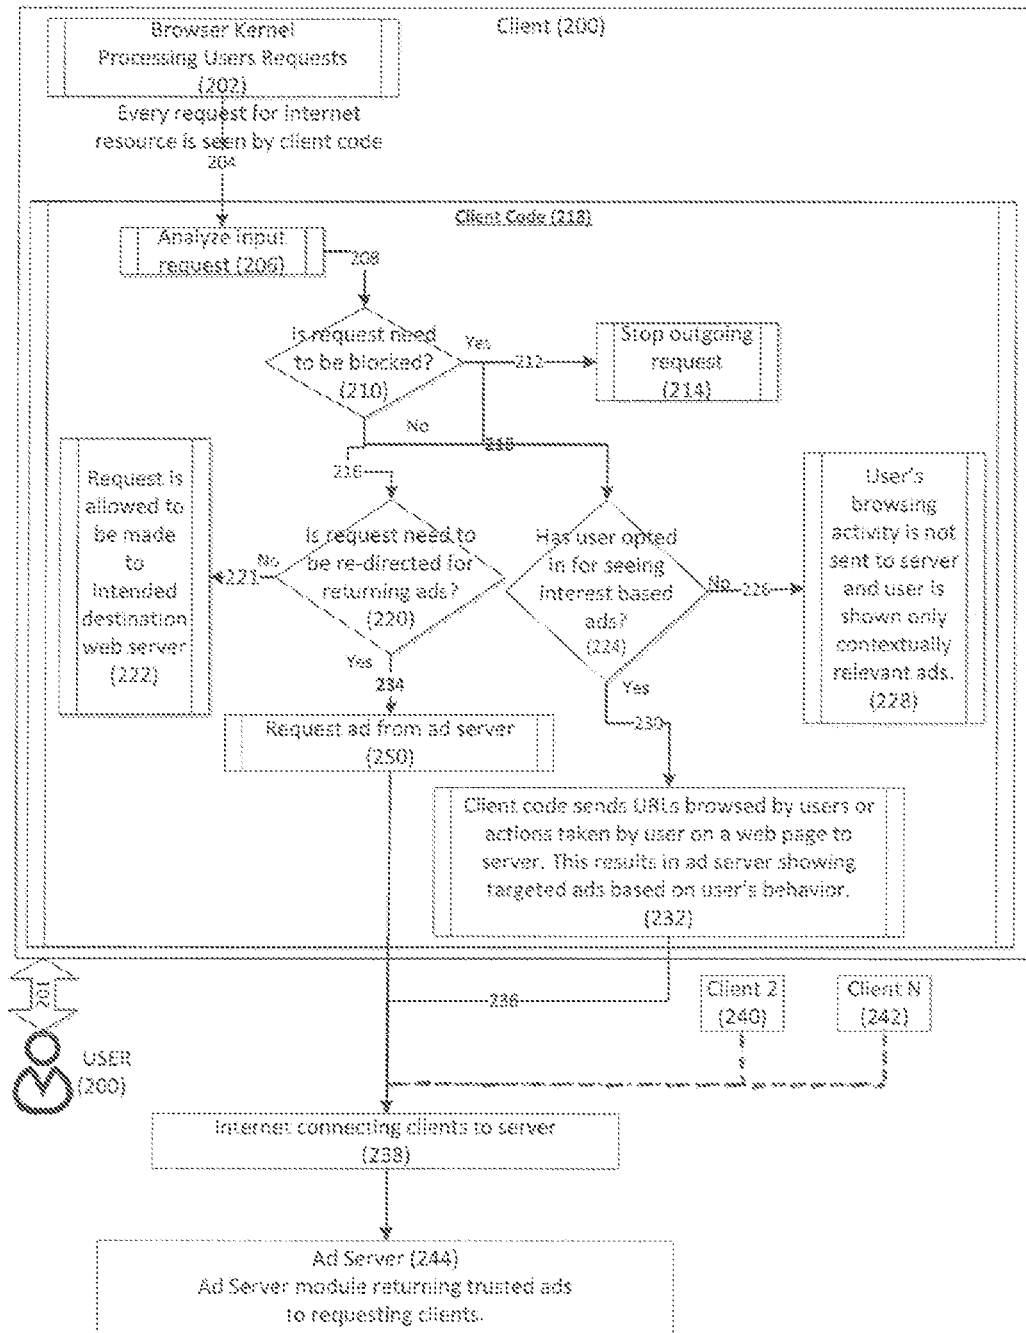 Client (200)
Browser Kernel
Processing Users Requests
(202)
Every request for internet
resource is seen by client code
204
Client Code (218)
Analyze input
request (206)
208
Is request need
to be blocked?
(210)
Yes
212
Stop outgoing
request
(214)
No
216
Request is
allowed to
be made
to
intended
destination
web server
(222)
No
221
Is request need to
be re-directed for
returning ads?
(220)
Has user opted
in for seeing
interest based
ads?
(224)
No
226
User's
browsing
activity is not
sent to server
and user is
shown only
contextually
relevant ads.
(228)
Yes
234
Yes
230
Request ad from ad server
(250)
Client code sends URLs browsed by users or
actions taken by user on a web page to
server. This results in ad server showing
targeted ads based on user's behavior.
(232)
201
USER
(200)
236
Client 2
(240)
Client N
(242)
Internet connecting clients to server
(238)
Ad Server (244)
Ad Server module returning trusted ads
to requesting clients.